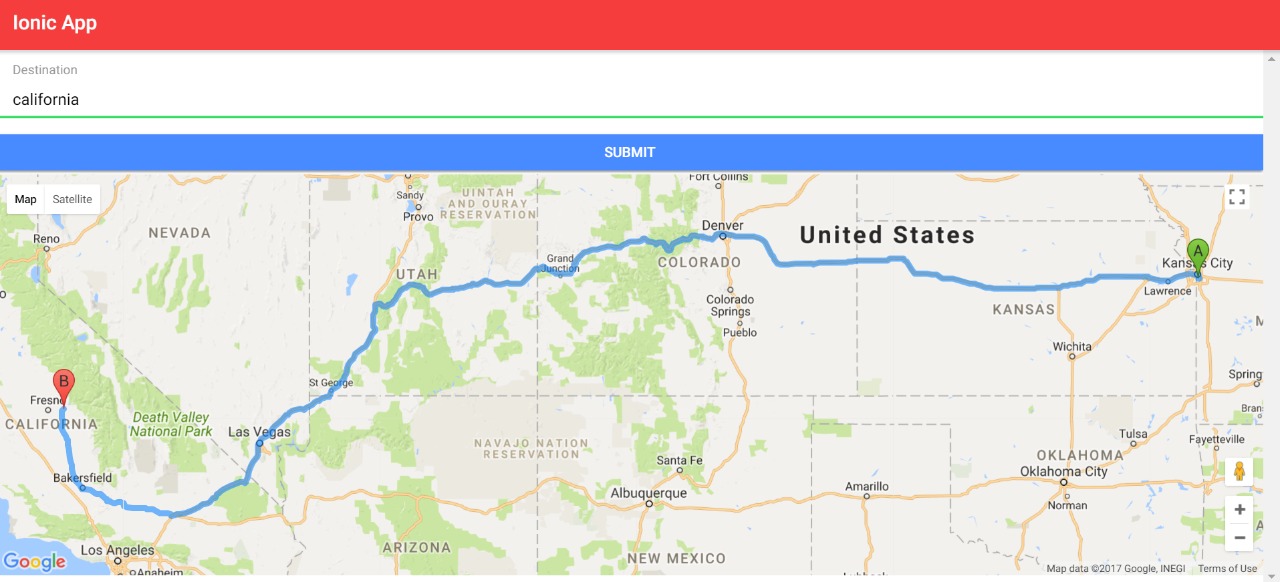 Ionic App
Destination
california
SUBMIT
Map Satellite
Fort Collins
Sandy
Provo
UINTAH
AND OURAY
RESERVATION
Reno
NEVADA
Denver
United States
A
Kansas City
Grand
Junction
COLORADO
UTAH
Lawrence
Colorado
Springs
KANSAS
Pueblo
Wichita
B
St George
Spring
Fresno
CALIFORNIA
Death Valley
National Park
Las Vegas
NAVAJO NATION
RESERVATION
Tulsa
Fayetteville
Santa Fe
OKLAHOMA
Oklahoma City
Bakersfield
Albuquerque
Amarillo
Norman
Los Angeles
Anaheim
ARIZONA
NEW MEXICO
Google
Map data ©2017 Google, INEGI Terms of Use